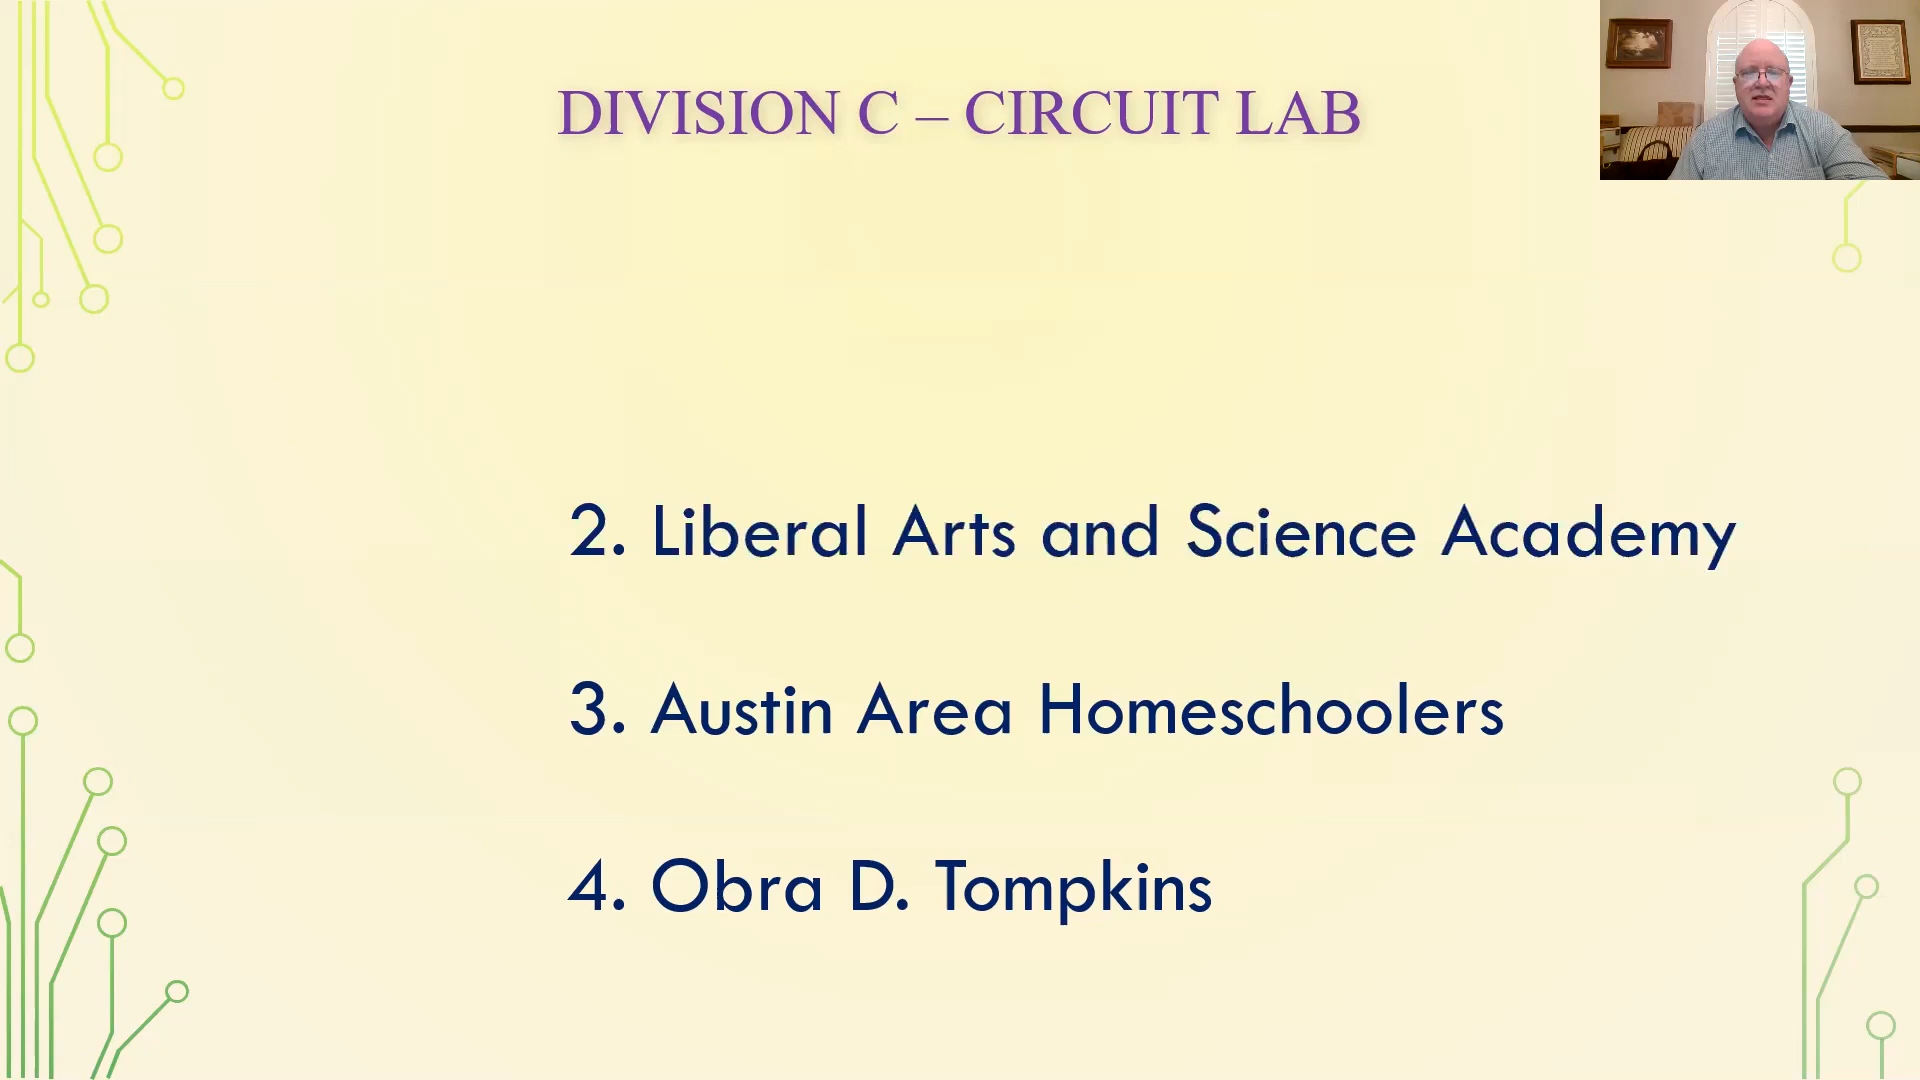 DIVISION C – CIRCUIT LAB
2. Liberal Arts and Science Academy
3. Austin Area Homeschoolers
4. Obra D. Tompkins